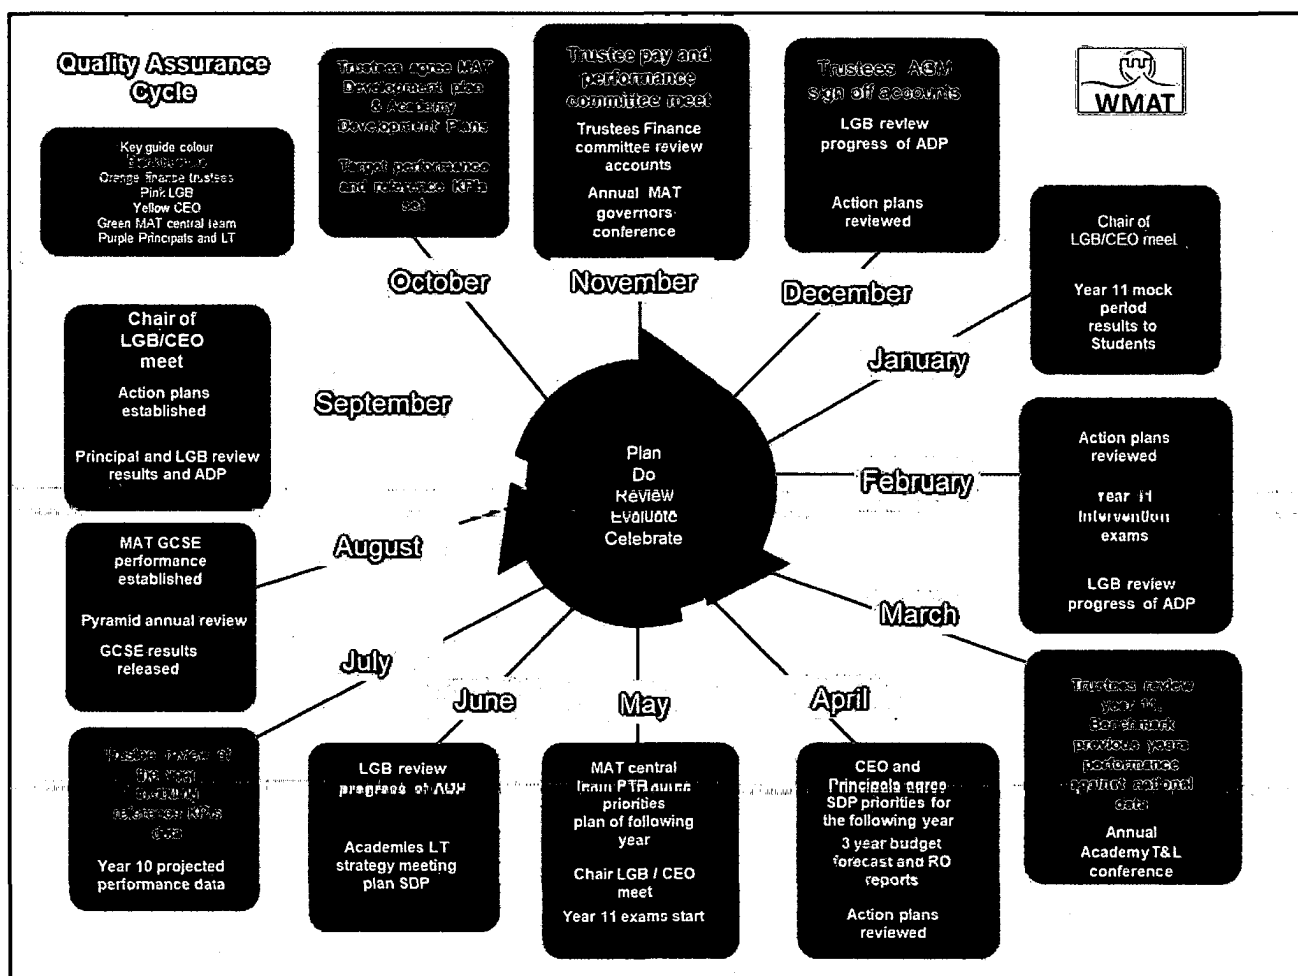 Quality Assurance
Cycle
Key guide colour
Orange finance trustees
Pink LGB
Yellow CEO
Green MAT central team
Purple Principals and LT
Trustees agree MAT
Development plan
& Academy
Development Plans
Target performance
and reference KPIs
set
October
Trustee pay and
performance
committee meet
Trustees Finance
committee review
accounts
Annual MAT
governors
conference
November
Trustees AGM
sign off accounts
LGB review
progress of ADP
Action plans
reviewed
December
WMAT
Chair of
LGB/CEO meet
Year 11 mock
period
results to
Students
January
Action plans
reviewed
Year 11
Intervention
exams
LGB review
progress of ADP
February
Trustees review
year 11.
Benchmark
previous years
performance
against national
data
Annual
Academy T&L
conference
March
CEO and
Principals agree
SDP priorities for
the following year
3 year budget
forecast and RO
reports
Action plans
reviewed
April
MAT central
team
priorities
plan of following
year
Chair LGB / CEO
meet
Year 11 exams start
May
LGB review
progress of ADP
Academies LT
strategy meeting
plan SDP
June
Trustee review of
the year
reference KPIs
data
Year 10 projected
performance data
July
MAT GCSE
performance
established
Pyramid annual review
GCSE results
released
August
Chair of
LGB/CEO
meet
Action plans
established
Principal and LGB review
results and ADP
September
Plan
Do
Review
Evaluate
Celebrate